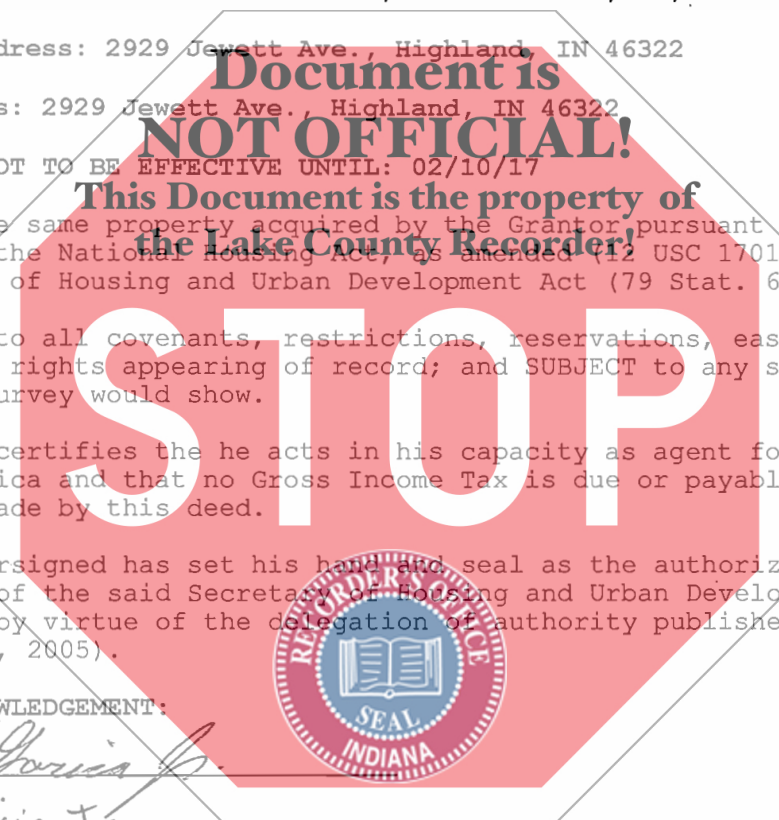 dress: 2929 Jewett Ave., Highland, IN 46322
Document is
s: 2929 Jewett Ave., Highland, IN 46322
NOT OFFICIAL!
OT TO BE EFFECTIVE UNTIL: 02/10/17
This Document is the property of
e same property acquired by the Grantor pursuant
the Lake County Recorder!
the National Housing Act, as amended (12 USC 1701
of Housing and Urban Development Act (79 Stat. 6
to all covenants, restrictions, reservations, eas
rights appearing of record; and SUBJECT to any s
urvey would show.
STOP
certifies the he acts in his capacity as agent fo
ica and that no Gross Income Tax is due or payabl
ade by this deed.
rsigned has set his hand and seal as the authoriz
of the said Secretary of Housing and Urban Develo
by virtue of the delegation of authority publishe
, 2005).
RECORDER'S OFFICE
SEAL
INDIANA
WLEDGEMENT: